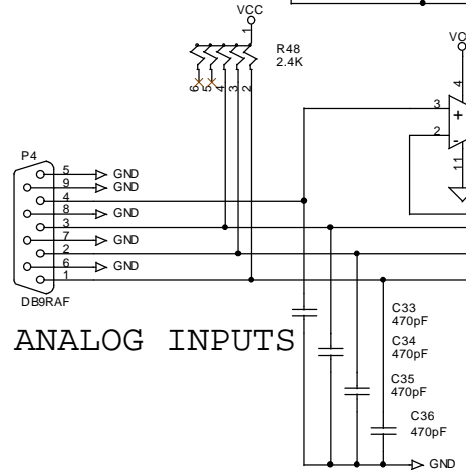 VCC
1
R48
2.4K
6
5
4
3
2
VO
4
3
+
2
-
11
P4
5
GND
9
GND
4
8
GND
3
7
GND
2
6
GND
1
DB9RAF
ANALOG INPUTS
C33
470pF
C34
470pF
C35
470pF
C36
470pF
GND